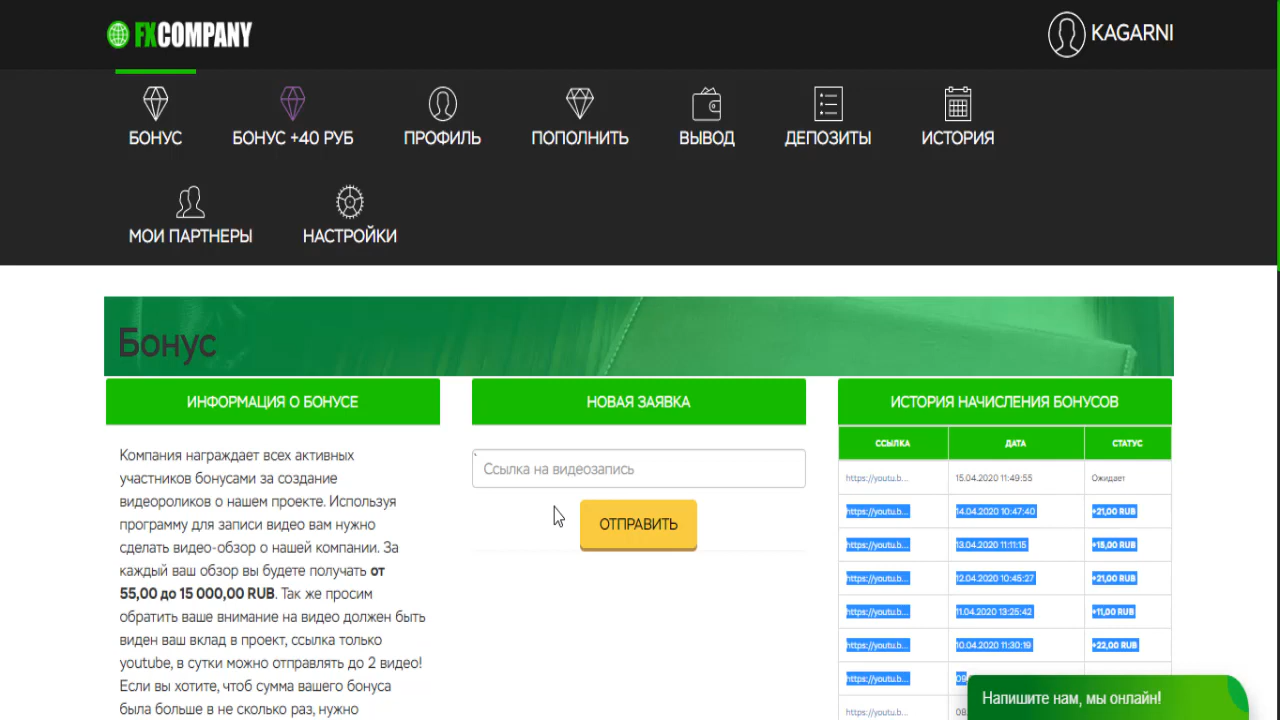 FXCOMPANY
KAGARNI
БОНУС
БОНУС +40 РУБ
ПРОФИЛЬ
ПОПОЛНИТЬ
ВЫВОД
ДЕПОЗИТЫ
ИСТОРИЯ
МОИ ПАРТНЕРЫ
НАСТРОЙКИ
Бонус
ИНФОРМАЦИЯ О БОНУСЕ
Компания награждает всех активных
участников бонусами за создание
видеороликов о нашем проекте. Используя
программу для записи видео вам нужно
сделать видео-обзор о нашей компании. За
каждый ваш обзор вы будете получать от
55,00 до 15 000,00 RUB. Так же просим
обратить ваше внимание на видео должен быть
виден ваш вклад в проект, ссылка только
youtube, в сутки можно отправлять до 2 видео!
Если вы хотите, чтоб сумма вашего бонуса
была больше в не сколько раз, нужно
НОВАЯ ЗАЯВКА
Ссылка на видеозапись
ОТПРАВИТЬ
ИСТОРИЯ НАЧИСЛЕНИЯ БОНУСОВ
ССЫЛКА ДАТА СТАТУС
https://youtu.b... 15.04.2020 11:49:55 Ожидает
https://youtu.b... 14.04.2020 10:47:40 +21,00 RUB
https://youtu.b... 13.04.2020 11:11:15 +15,00 RUB
https://youtu.b... 12.04.2020 10:45:27 +21,00 RUB
https://youtu.b... 11.04.2020 13:25:42 +11,00 RUB
https://youtu.b... 10.04.2020 11:30:19 +22,00 RUB
https://youtu.b... 09
https://youtu.b... 08
Напишите нам, мы онлайн!